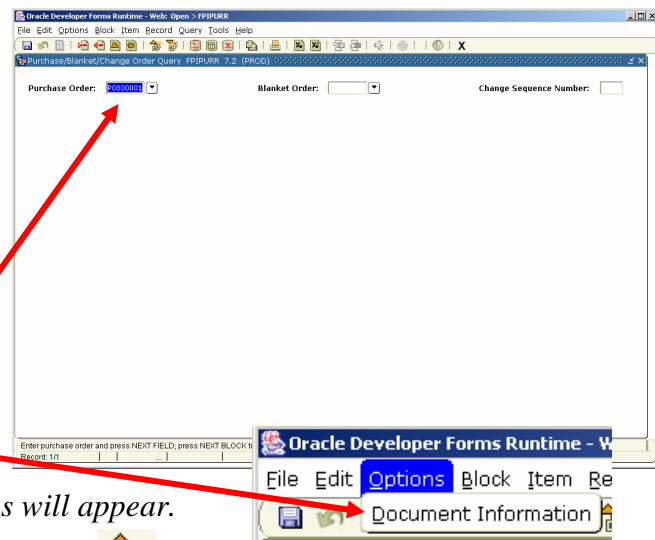 Oracle Developer Forms Runtime - Web: Open > FPIPURR
File Edit Options Block Item Record Query Tools Help
X
Purchase/Blanket/Change Order Query FPIPURR 7.2 (PROD)
Purchase Order: P0800001 Blanket Order: Change Sequence Number:
Enter purchase order and press NEXT FIELD; press NEXT BLOCK t
Record: 1/1 ...
Oracle Developer Forms Runtime - W
File Edit Options Block Item Re
Document Information
s will appear.